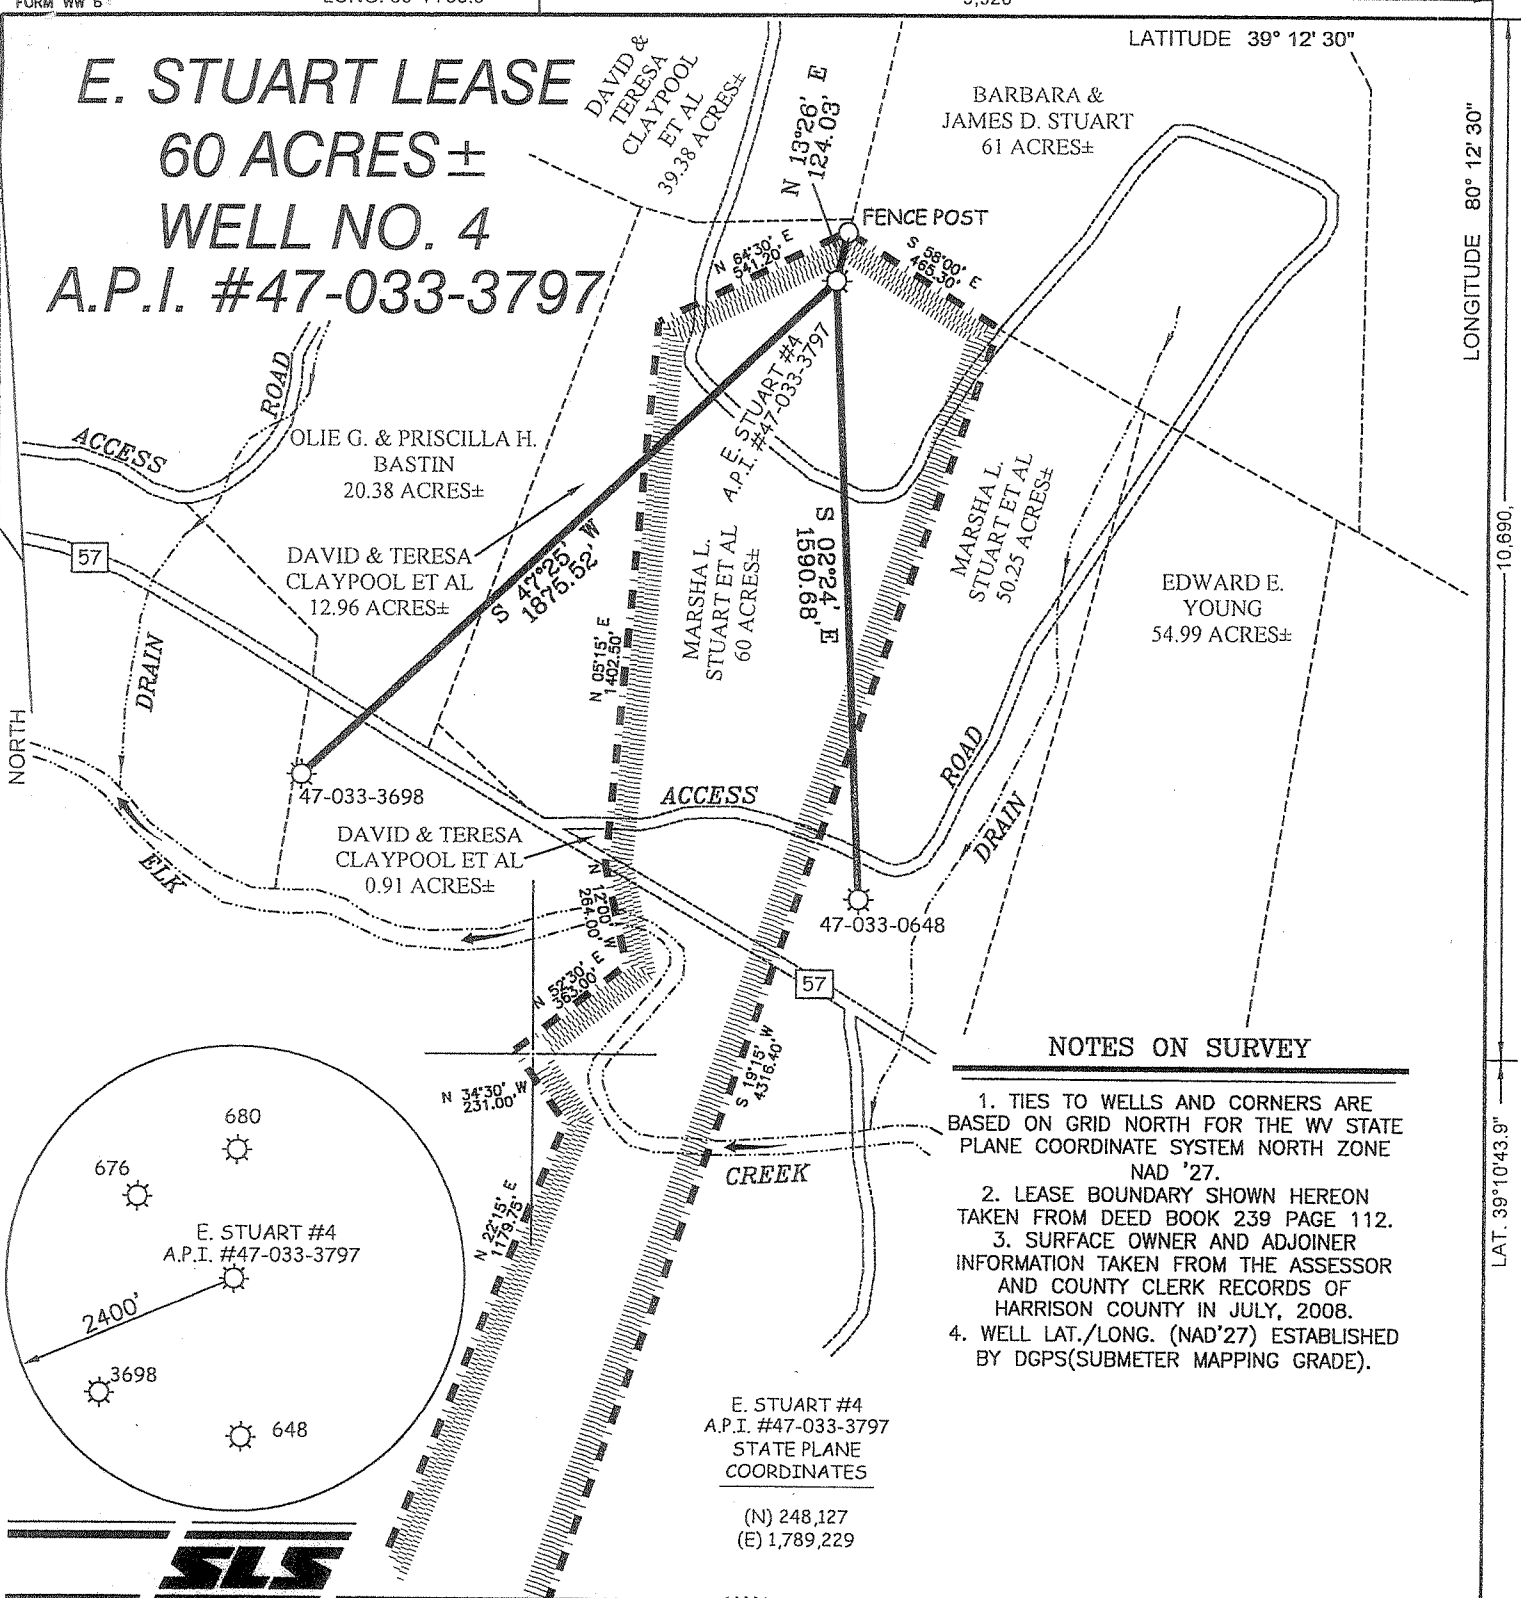 FORM WW 6
LATITUDE 39° 12' 30"
LONGITUDE 80° 12' 30"
10,690,
LAT. 39°10'43.9"
E. STUART LEASE
60 ACRES ±
WELL NO. 4
A.P.I. #47-033-3797
DAVID &
TERESA
CLAYPOOL
ET AL
39.38 ACRES±
N 13°26' E
124.03'
BARBARA &
JAMES D. STUART
61 ACRES±
FENCE POST
N 64°30' E
541.20'
S 58°00' E
465.30'
E. STUART #4
A.P.I. #47-033-3797
ROAD
ACCESS
OLIE G. & PRISCILLA H.
BASTIN
20.38 ACRES±
57
DAVID & TERESA
CLAYPOOL ET AL
12.96 ACRES±
S 47°25' W
1875.52'
MARSHA L.
STUART ET AL
60 ACRES±
S 02°24' E
1590.68'
MARSHA L.
STUART ET AL
50.25 ACRES±
EDWARD E.
YOUNG
54.99 ACRES±
N 05°15' E
1402.50'
DRAIN
NORTH
47-033-3698
ACCESS
ROAD
DRAIN
DAVID & TERESA
CLAYPOOL ET AL
0.91 ACRES±
ELK
N 12°00' W
264.00'
47-033-0648
N 52°30' E
363.00'
57
N 34°30' W
231.00'
S 19°15' W
4316.40'
CREEK
N 22°15' E
1179.75'
NOTES ON SURVEY
1. TIES TO WELLS AND CORNERS ARE
BASED ON GRID NORTH FOR THE WV STATE
PLANE COORDINATE SYSTEM NORTH ZONE
NAD '27.
2. LEASE BOUNDARY SHOWN HEREON
TAKEN FROM DEED BOOK 239 PAGE 112.
3. SURFACE OWNER AND ADJOINER
INFORMATION TAKEN FROM THE ASSESSOR
AND COUNTY CLERK RECORDS OF
HARRISON COUNTY IN JULY, 2008.
4. WELL LAT./LONG. (NAD'27) ESTABLISHED
BY DGPS(SUBMETER MAPPING GRADE).
680
676
E. STUART #4
A.P.I. #47-033-3797
2400'
3698
648
E. STUART #4
A.P.I. #47-033-3797
STATE PLANE
COORDINATES
(N) 248,127
(E) 1,789,229
SLS